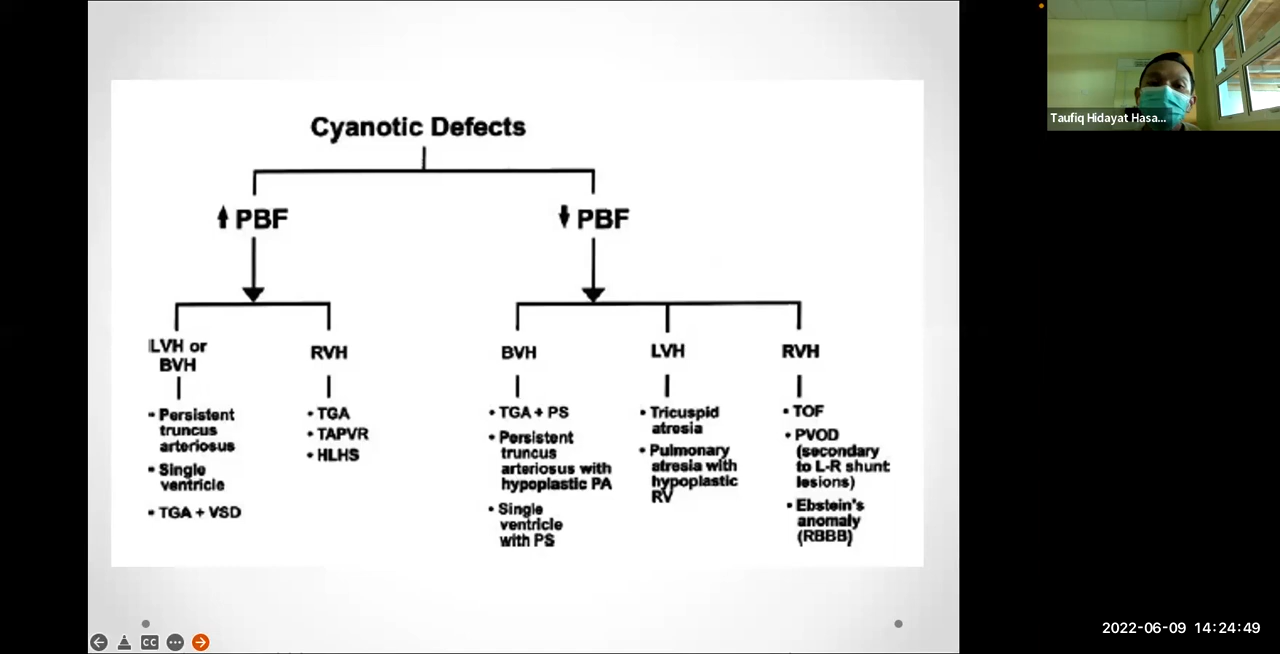 Cyanotic Defects
PBF
PBF
LVH or
BVH
RVH
BVH
LVH
RVH
• Persistent
truncus
arteriosus
• Single
ventricle
• TGA + VSD
• TGA
• TAPVR
• HLHS
• TGA + PS
• Persistent
truncus
arteriosus with
hypoplastic PA
• Single
ventricle
with PS
• Tricuspid
atresia
• Pulmonary
atresia with
hypoplastic
RV
• TOF
• PVOD
(secondary
to L-R shunt
lesions)
• Ebstein's
anomaly
(RBBB)
Taufiq Hidayat Hasa...
CC
2022-06-09 14:24:49